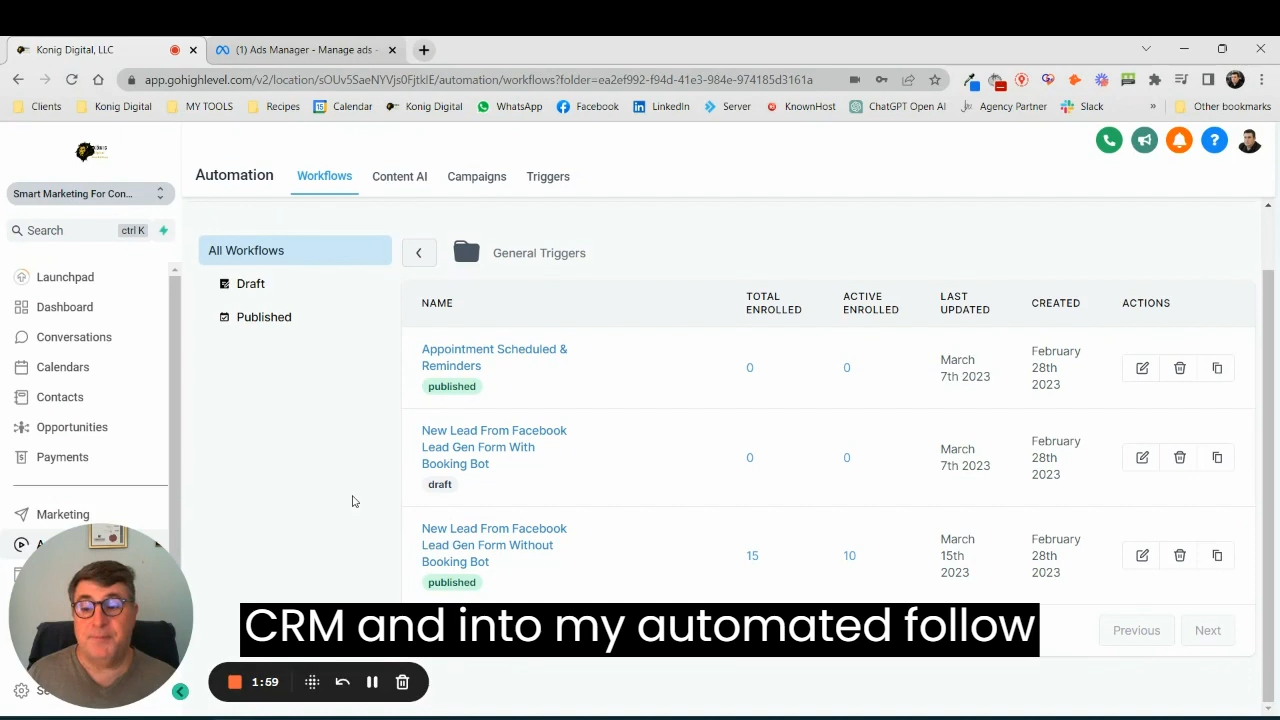 Konig Digital, LLC
(1) Ads Manager - Manage ads -
app.gohighlevel.com/v2/location/sOUv5SaeNYVjs0FjtkIE/automation/workflows?folder=ea2ef992-f94d-41e3-984e-974185d3161a
Clients
Konig Digital
MY TOOLS
Recipes
Calendar
Konig Digital
WhatsApp
Facebook
LinkedIn
Server
KnownHost
ChatGPT Open AI
Agency Partner
Slack
»
Other bookmarks
Smart Marketing For Con...
Search
ctrl K
Launchpad
Dashboard
Conversations
Calendars
Contacts
Opportunities
Payments
Marketing
Automation
Workflows
Content AI
Campaigns
Triggers
All Workflows
Draft
Published
General Triggers
NAME
TOTAL
ENROLLED
ACTIVE
ENROLLED
LAST
UPDATED
CREATED
ACTIONS
Appointment Scheduled &
Reminders
published
0
0
March
7th 2023
February
28th
2023
New Lead From Facebook
Lead Gen Form With
Booking Bot
draft
0
0
March
7th 2023
February
28th
2023
New Lead From Facebook
Lead Gen Form Without
Booking Bot
published
15
10
March
15th
2023
February
28th
2023
Previous
Next
CRM and into my automated follow
1:59